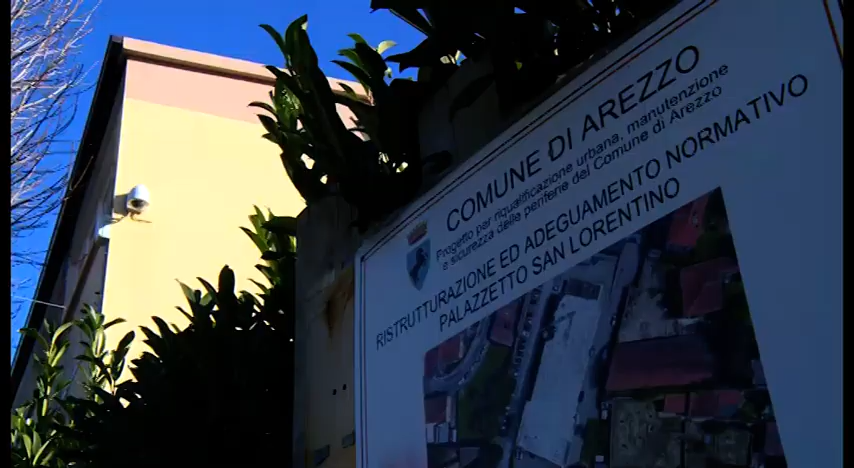 COMUNE DI AREZZO
Progetto per riqualificazione urbana, manutenzione
e sicurezza delle periferie del Comune di Arezzo
RISTRUTTURAZIONE ED ADEGUAMENTO NORMATIVO
PALAZZETTO SAN LORENTINO